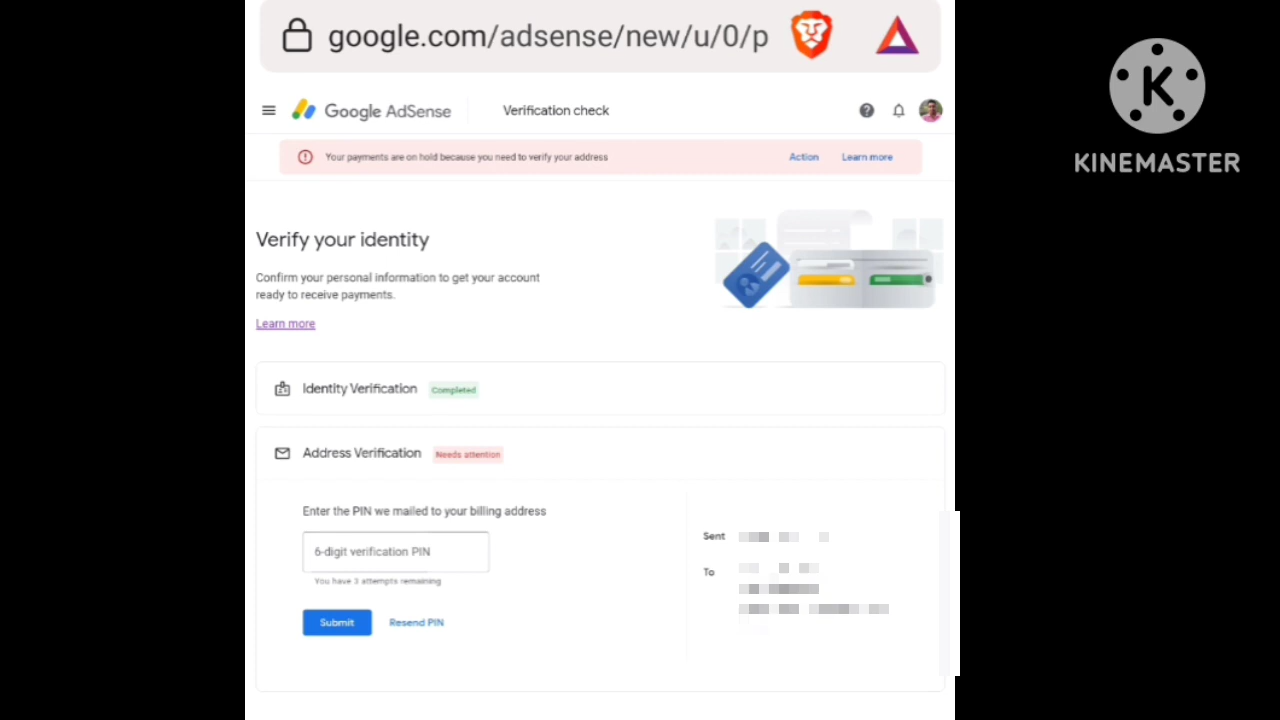 google.com/adsense/new/u/0/p
KINEMASTER
Google AdSense
Verification check
Your payments are on hold because you need to verify your address
Action
Learn more
Verify your identity
Confirm your personal information to get your account
ready to receive payments.
Learn more
Identity Verification
Completed
Address Verification
Needs attention
Enter the PIN we mailed to your billing address
6-digit verification PIN
You have 3 attempts remaining
Submit
Resend PIN
Sent
To